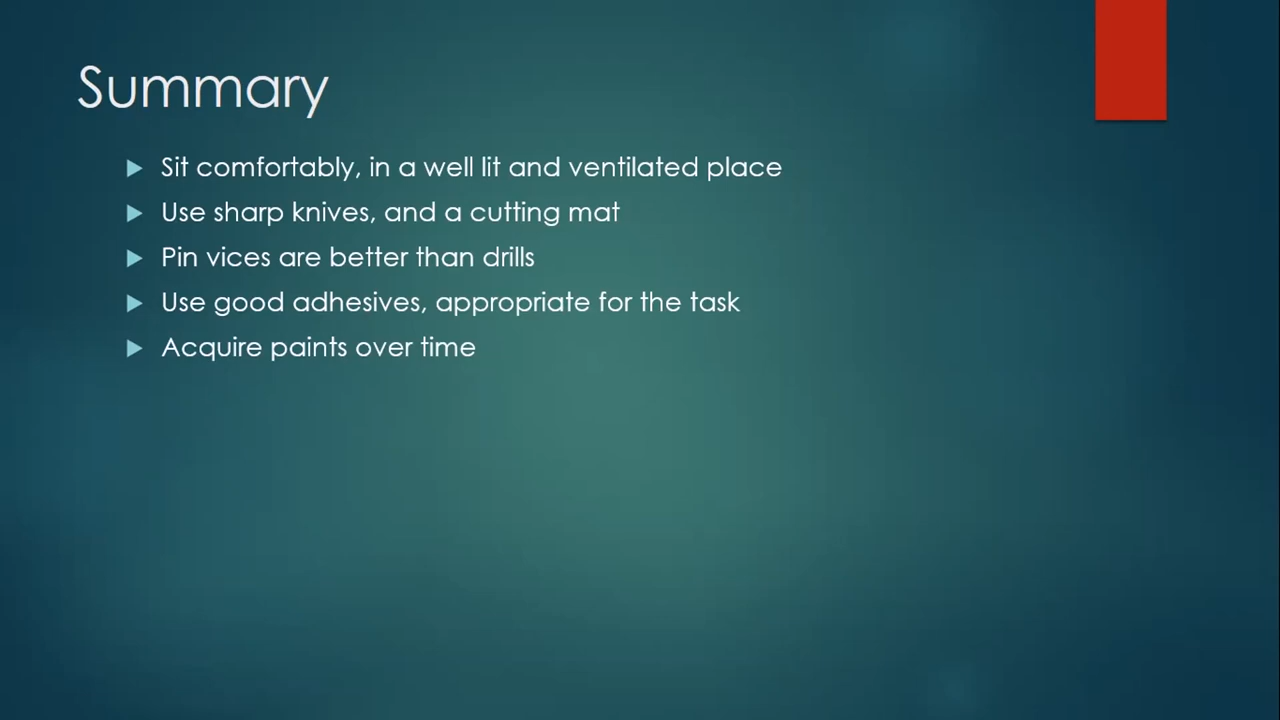 Summary
Sit comfortably, in a well lit and ventilated place
Use sharp knives, and a cutting mat
Pin vices are better than drills
Use good adhesives, appropriate for the task
Acquire paints over time